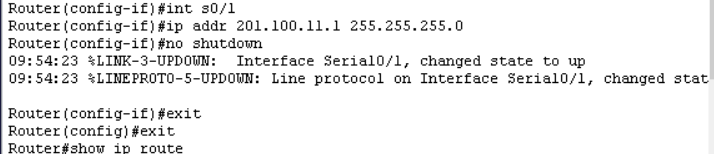 Router(config-if)#int s0/1
Router(config-if)#ip addr 201.100.11.1 255.255.255.0
Router(config-if)#no shutdown
09:54:23 %LINK-3-UPDOWN:  Interface Serial0/1, changed state to up
09:54:23 %LINEPROTO-5-UPDOWN: Line protocol on Interface Serial0/1, changed stat
Router(config-if)#exit
Router(config)#exit
Router#show ip route